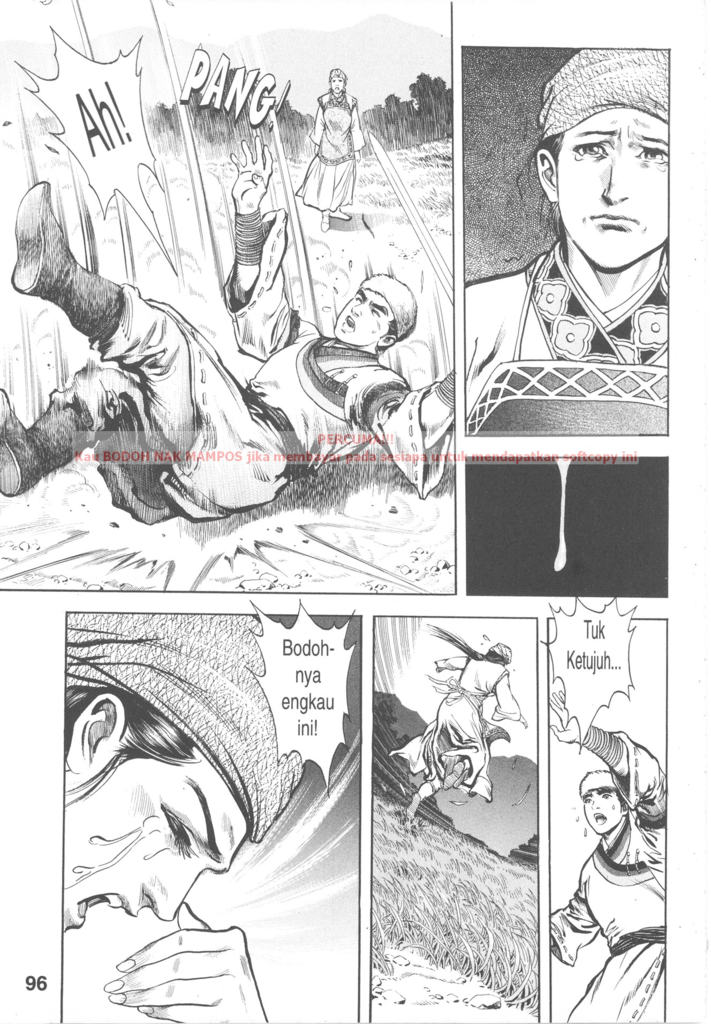 Ah!
PANG!
PERCUMA!!!
Kau BODOH NAK MAMPOS jika membayar pada sesiapa untuk mendapatkan softcopy ini
Bodoh-
nya
engkau
ini!
Tuk
Ketujuh...
96